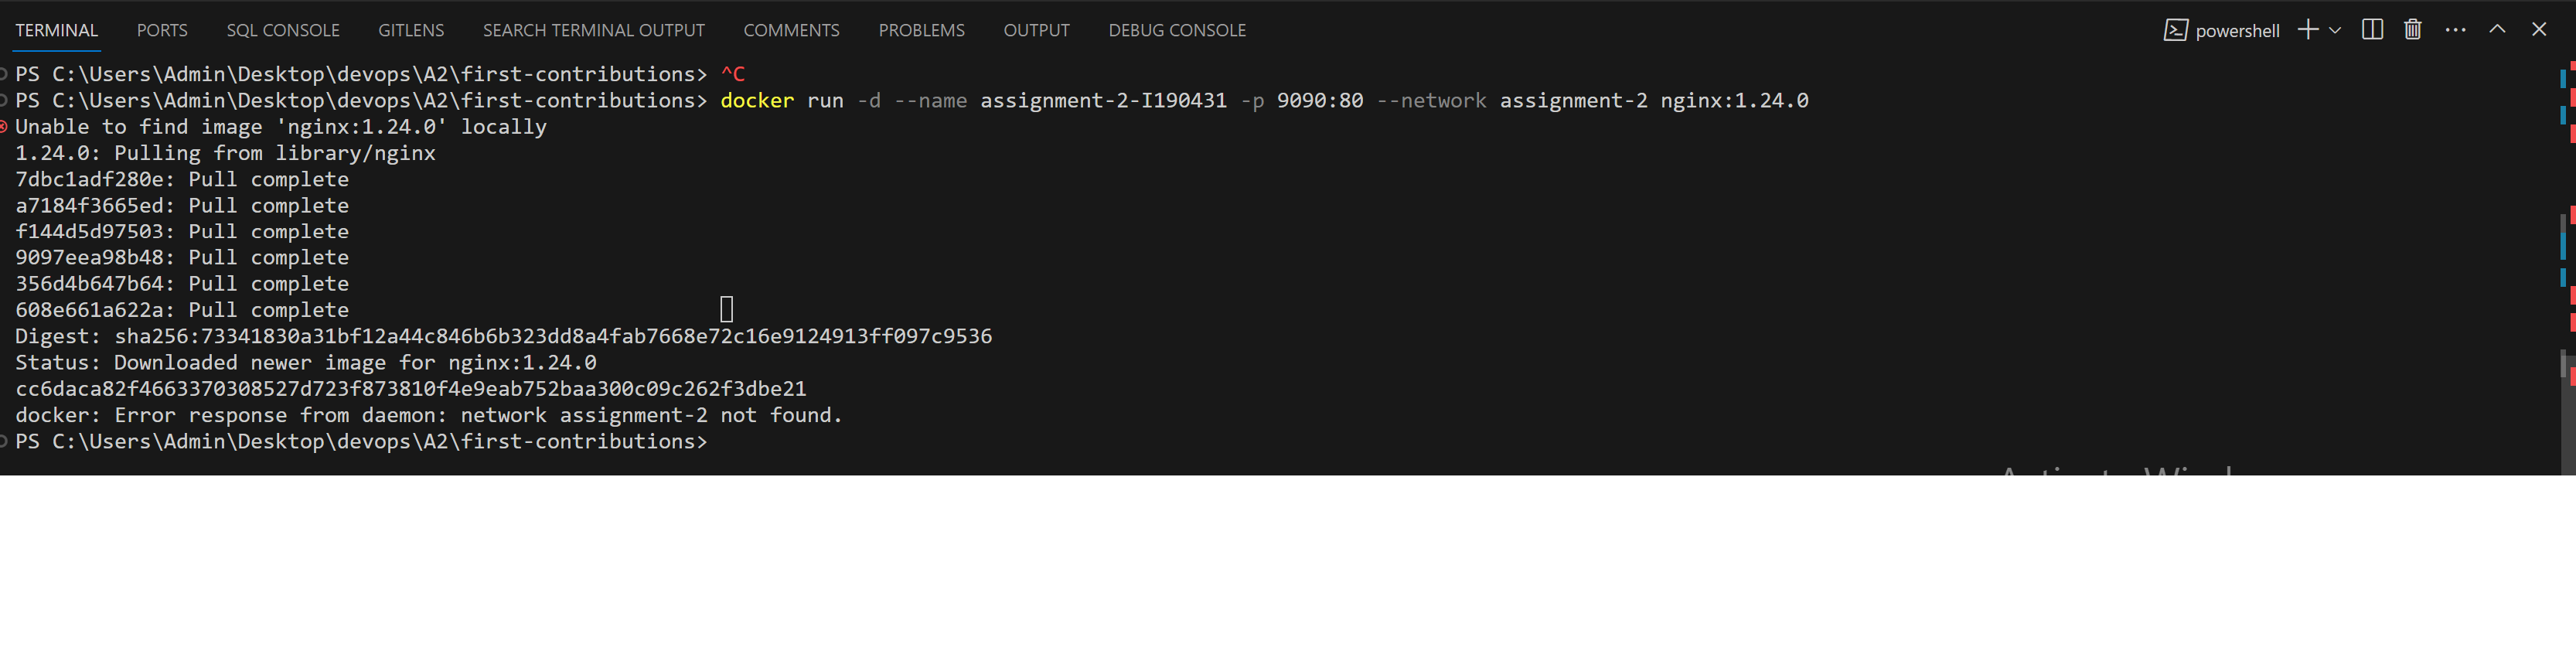 TERMINAL PORTS SQL CONSOLE GITLENS SEARCH TERMINAL OUTPUT COMMENTS PROBLEMS OUTPUT DEBUG CONSOLE powershell
PS C:\Users\Admin\Desktop\devops\A2\first-contributions> ^C
PS C:\Users\Admin\Desktop\devops\A2\first-contributions> docker run -d --name assignment-2-I190431 -p 9090:80 --network assignment-2 nginx:1.24.0
Unable to find image 'nginx:1.24.0' locally
1.24.0: Pulling from library/nginx
7dbc1adf280e: Pull complete
a7184f3665ed: Pull complete
f144d5d97503: Pull complete
9097eea98b48: Pull complete
356d4b647b64: Pull complete
608e661a622a: Pull complete
Digest: sha256:73341830a31bf12a44c846b6b323dd8a4fab7668e72c16e9124913ff097c9536
Status: Downloaded newer image for nginx:1.24.0
cc6daca82f4663370308527d723f873810f4e9eab752baa300c09c262f3dbe21
docker: Error response from daemon: network assignment-2 not found.
PS C:\Users\Admin\Desktop\devops\A2\first-contributions>